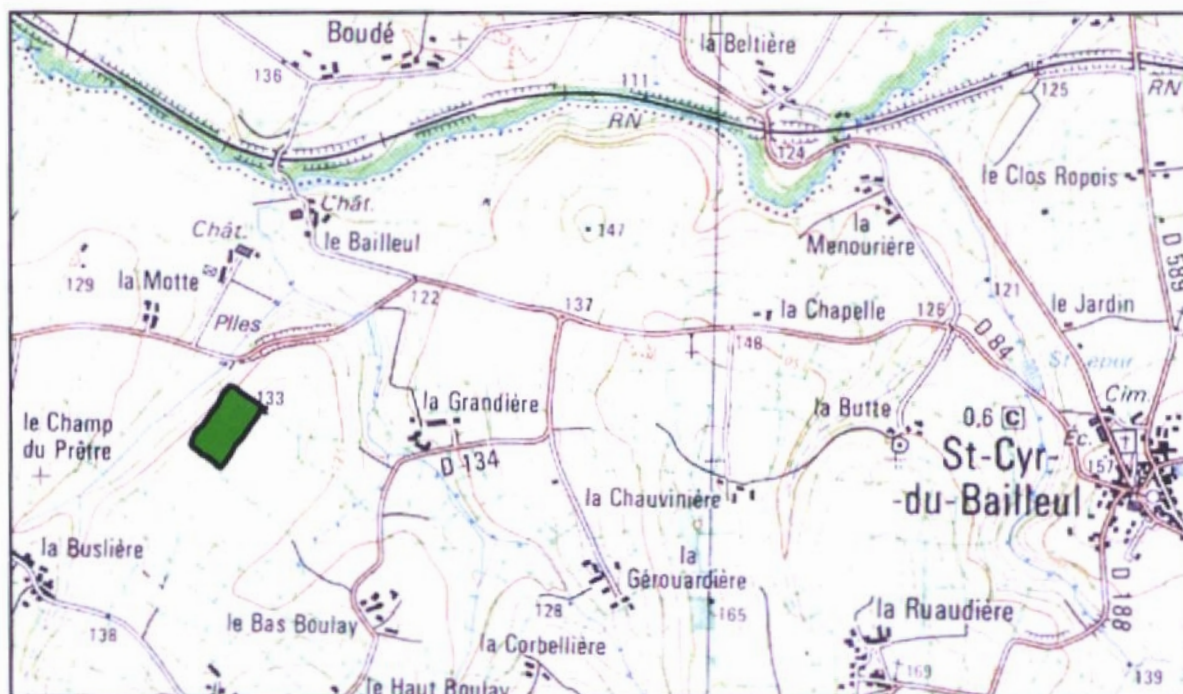 Boudé
136
la Beltière
111
RN
125
RN
124
le Clos Ropois
Chât.
le Bailleul
Chât.
147
la
Menourière
D 589
129
la Motte
122
137
la Chapelle
126
121
le Jardin
Piles
148
D 84
Cim.
133
la Grandière
la Butte
0.6 C
Éc.
le Champ
du Prêtre
D 134
St-Cyr-
-du-Bailleul
157
la Chauvinière
la Buslière
la
Gérouardière
D 188
128
165
la Ruaudière
138
le Bas Boulay
la Corbellière
169
139
le Haut Boulay